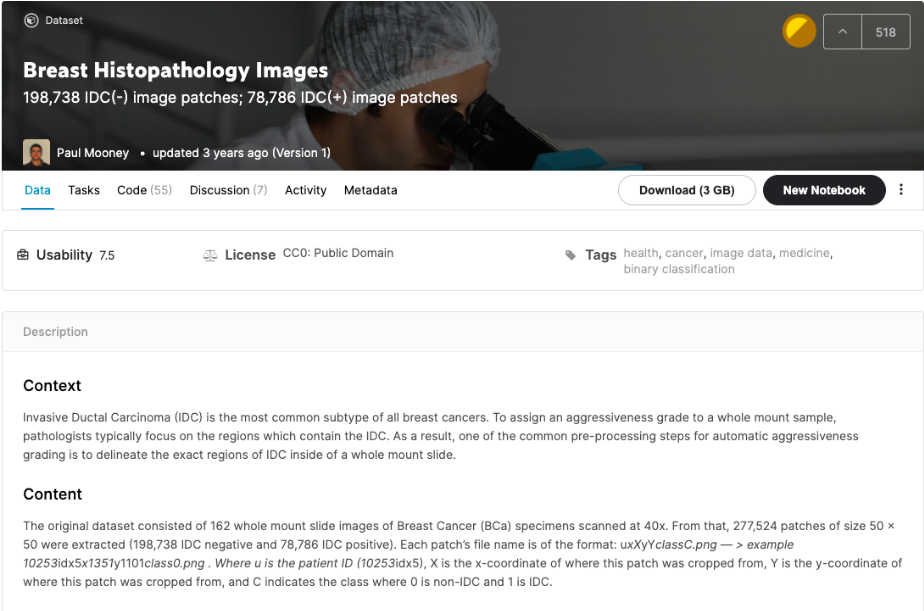 Dataset
518
Breast Histopathology Images
198,738 IDC(-) image patches; 78,786 IDC(+) image patches
Paul Mooney • updated 3 years ago (Version 1)
Data Tasks Code (55) Discussion (7) Activity Metadata Download (3 GB) New Notebook
Usability 7.5 License CC0: Public Domain Tags health, cancer, image data, medicine,
binary classification
Description
Context
Invasive Ductal Carcinoma (IDC) is the most common subtype of all breast cancers. To assign an aggressiveness grade to a whole mount sample,
pathologists typically focus on the regions which contain the IDC. As a result, one of the common pre-processing steps for automatic aggressiveness
grading is to delineate the exact regions of IDC inside of a whole mount slide.
Content
The original dataset consisted of 162 whole mount slide images of Breast Cancer (BCa) specimens scanned at 40x. From that, 277,524 patches of size 50 ×
50 were extracted (198,738 IDC negative and 78,786 IDC positive). Each patch's file name is of the format: uxXyYclassC.png — > example
10253idx5x1351y1101class0.png . Where u is the patient ID (10253idx5), X is the x-coordinate of where this patch was cropped from, Y is the y-coordinate of
where this patch was cropped from, and C indicates the class where 0 is non-IDC and 1 is IDC.